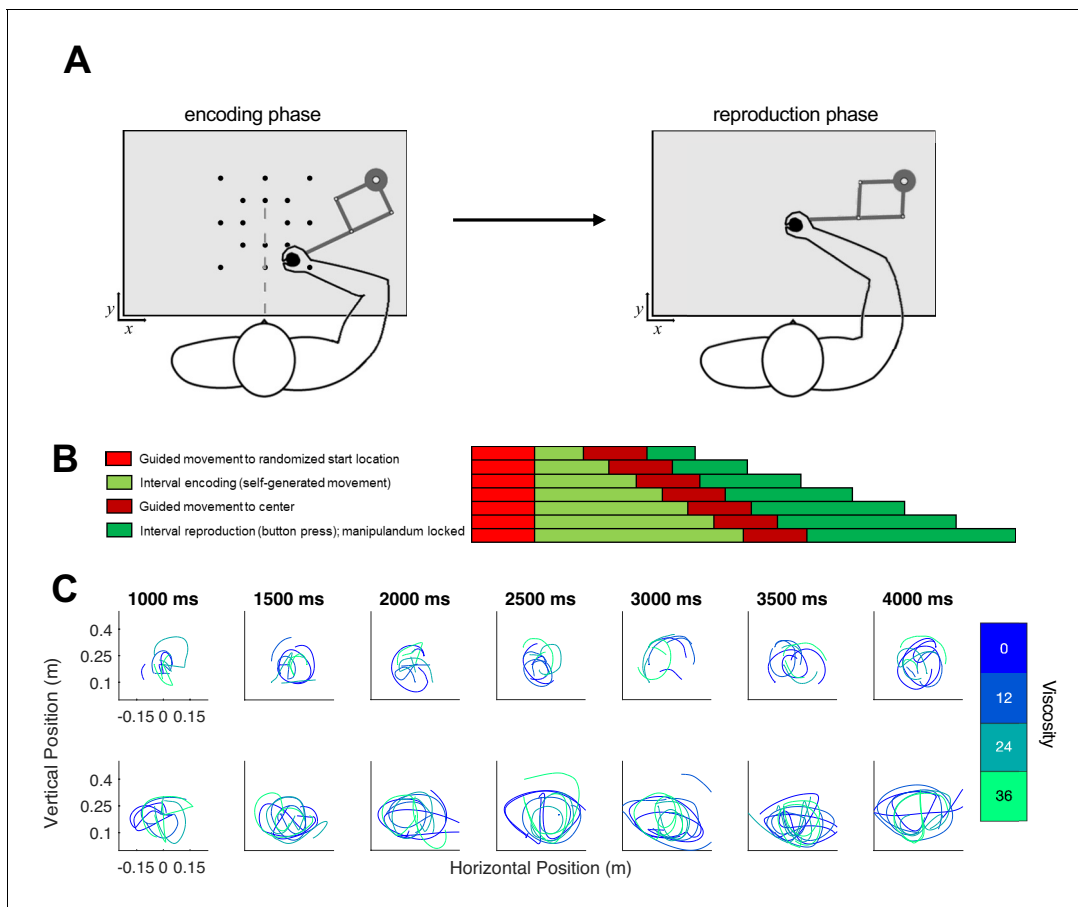 A
encoding phase
reproduction phase
y
x
y
x
B
Guided movement to randomized start location
Interval encoding (self-generated movement)
Guided movement to center
Interval reproduction (button press); manipulandum locked
C
1000 ms 1500 ms 2000 ms 2500 ms 3000 ms 3500 ms 4000 ms
0.4
0.25
0.1
-0.15 0 0.15
0.4
0.25
0.1
-0.15 0 0.15
Vertical Position (m)
Horizontal Position (m)
0
12
24
36
Viscosity